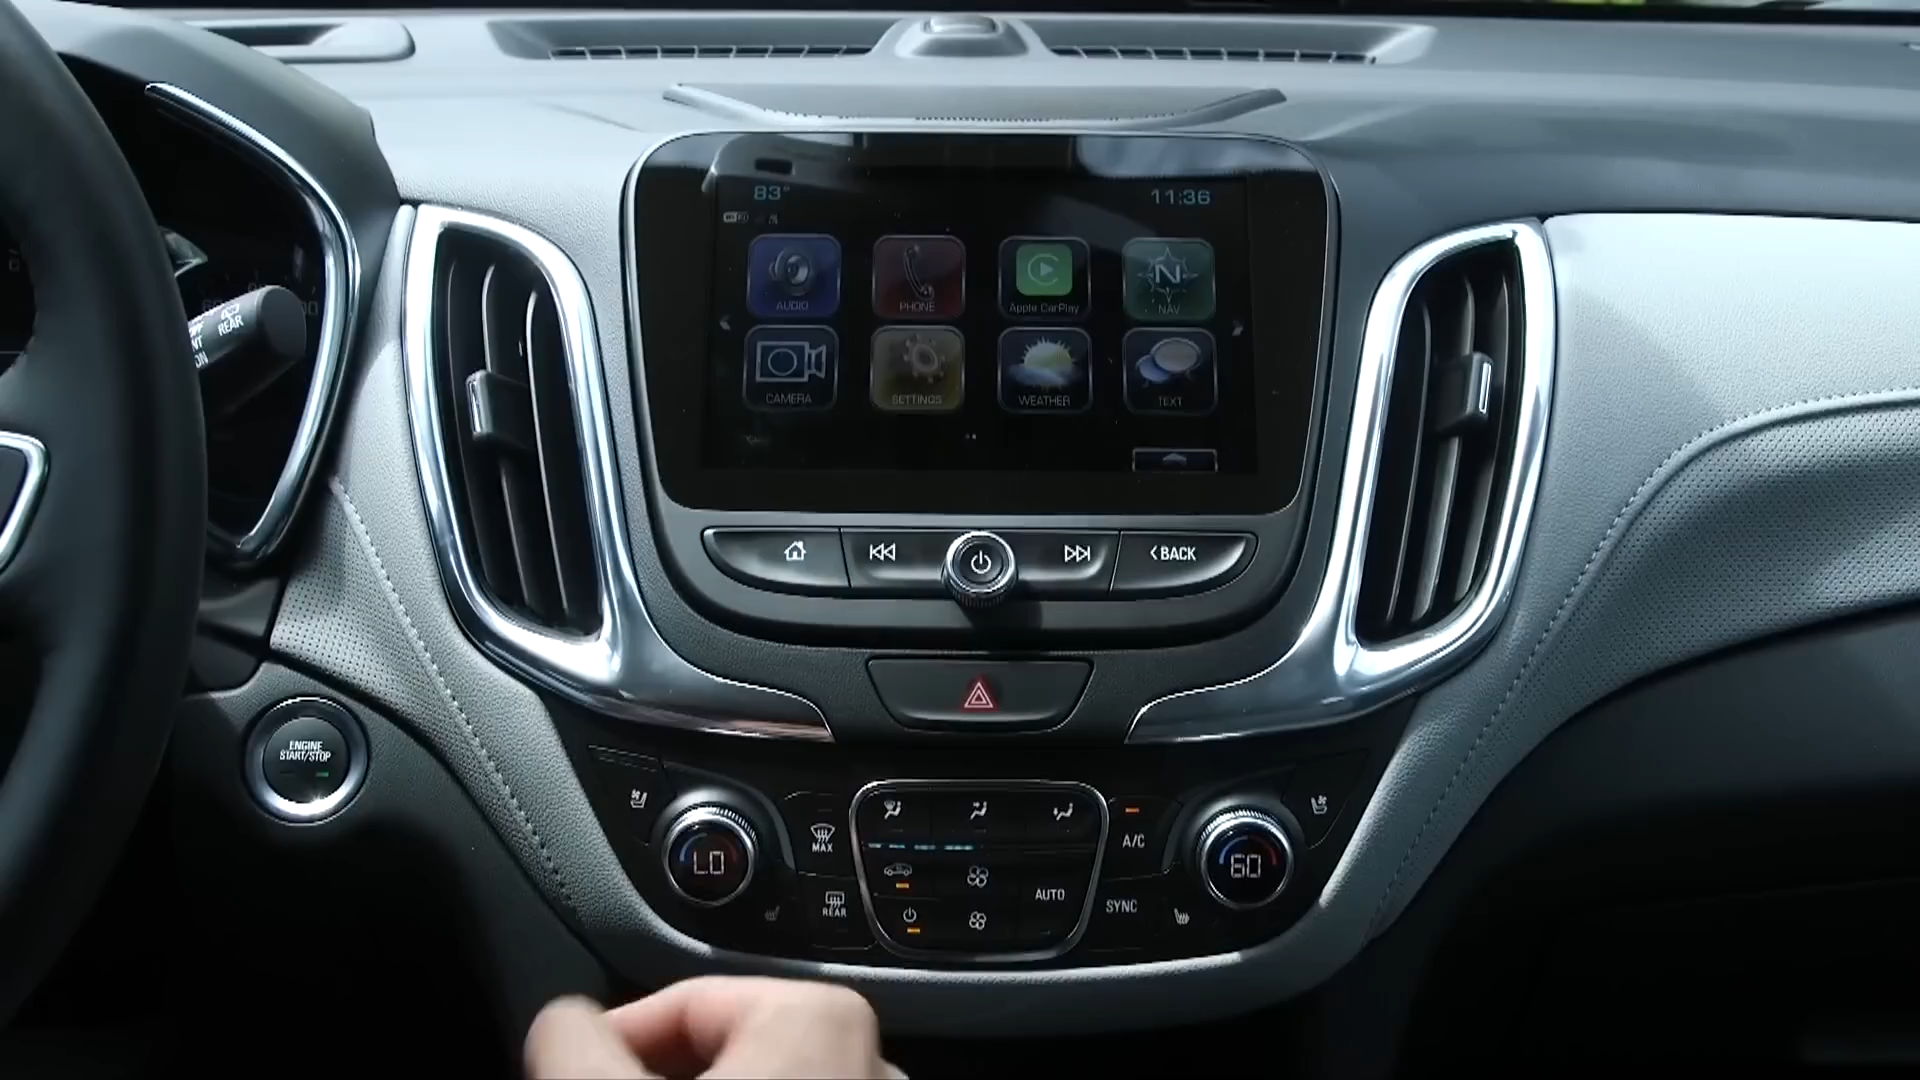 83°
11:36
AUDIO
PHONE
Apple CarPlay
NAV
N
CAMERA
SETTINGS
WEATHER
TEXT
REAR
ON
BACK
ENGINE
START/STOP
MAX
A/C
LO
60
REAR
AUTO
SYNC